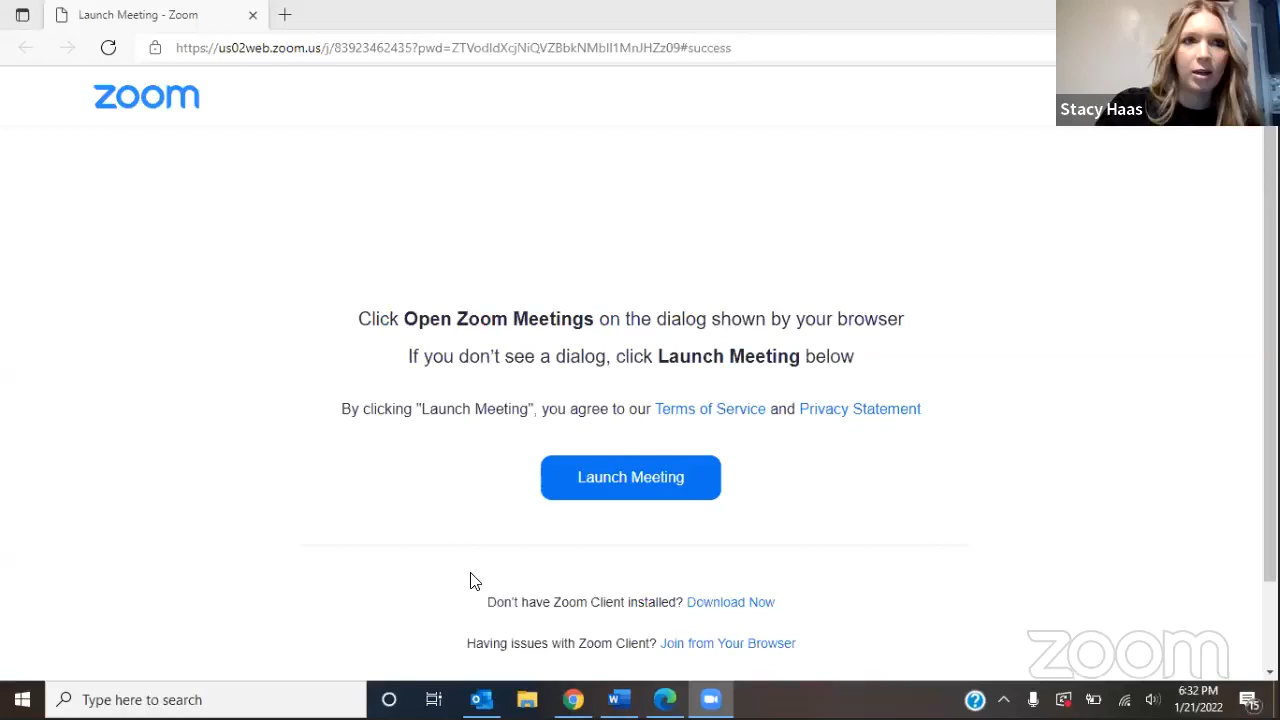 Launch Meeting - Zoom
https://us02web.zoom.us/j/83923462435?pwd=ZTVodldXcjNiQVZBbkNMbll1MnJHZz09#success
zoom
Stacy Haas
Click Open Zoom Meetings on the dialog shown by your browser
If you don’t see a dialog, click Launch Meeting below
By clicking "Launch Meeting", you agree to our Terms of Service and Privacy Statement
Launch Meeting
Don’t have Zoom Client installed? Download Now
Having issues with Zoom Client? Join from Your Browser
zoom
Type here to search
6:32 PM
1/21/2022
15